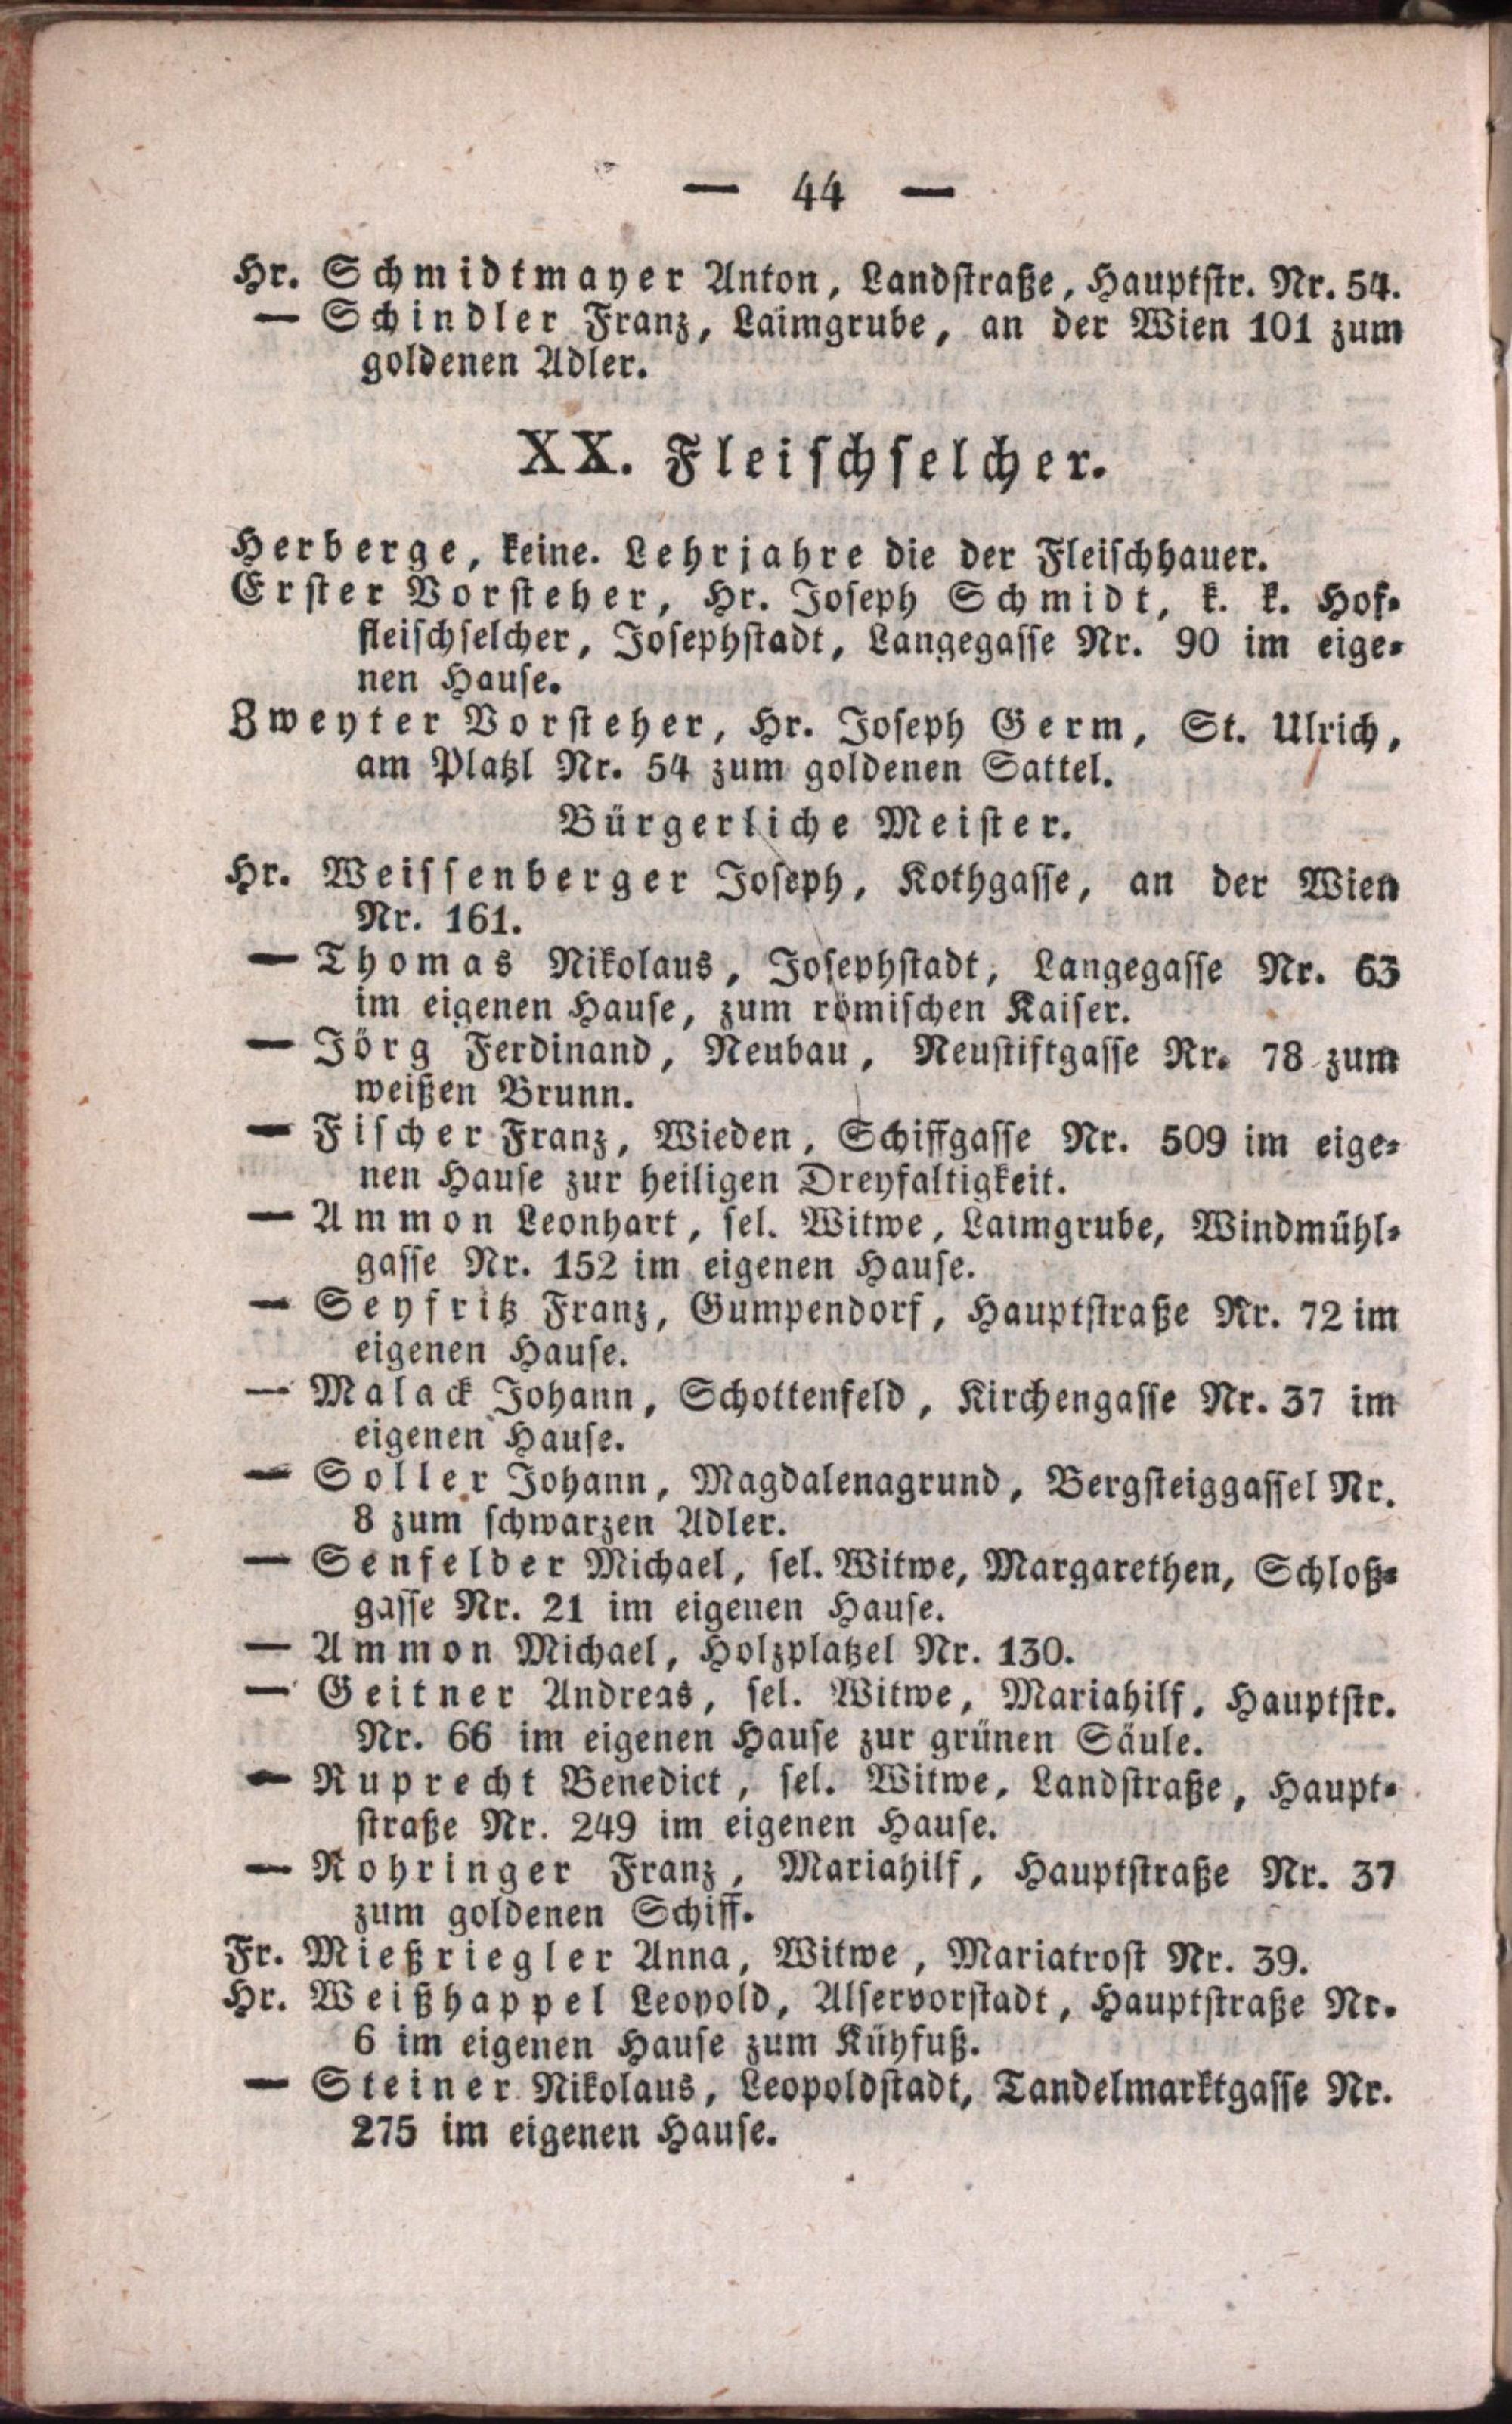 — 44 —
Hr. Schmidtmayer Anton, Landstraße, Hauptstr. Nr. 54.
— Schindler Franz, Laimgrube, an der Wien 101 zum
goldenen Adler.
XX. Fleischselcher.
Herberge, keine. Lehrjahre die der Fleischhauer.
Erster Vorsteher, Hr. Joseph Schmidt, k. k. Hof-
fleischselcher, Josephstadt, Langegasse Nr. 90 im eige-
nen Hause.
Zweyter Vorsteher, Hr. Joseph Germ, St. Ulrich,
am Platzl Nr. 54 zum goldenen Sattel.
Bürgerliche Meister.
Hr. Weissenberger Joseph, Kothgasse, an der Wien
Nr. 161.
— Thomas Nikolaus, Josephstadt, Langegasse Nr. 63
im eigenen Hause, zum römischen Kaiser.
— Jörg Ferdinand, Neubau, Neustiftgasse Nr. 78 zum
weißen Brunn.
— Fischer Franz, Wieden, Schiffgasse Nr. 509 im eige-
nen Hause zur heiligen Dreyfaltigkeit.
— Ammon Leonhart, sel. Witwe, Laimgrube, Windmühl-
gasse Nr. 152 im eigenen Hause.
— Seyfritz Franz, Gumpendorf, Hauptstraße Nr. 72 im
eigenen Hause.
— Malack Johann, Schottenfeld, Kirchengasse Nr. 37 im
eigenen Hause.
— Soller Johann, Magdalenagrund, Bergsteiggassel Nr.
8 zum schwarzen Adler.
— Senfelder Michael, sel. Witwe, Margarethen, Schloß-
gasse Nr. 21 im eigenen Hause.
— Ammon Michael, Holzplatzel Nr. 130.
— Geitner Andreas, sel. Witwe, Mariahilf, Hauptstr.
Nr. 66 im eigenen Hause zur grünen Säule.
— Ruprecht Benedict, sel. Witwe, Landstraße, Haupt-
straße Nr. 249 im eigenen Hause.
— Rohringer Franz, Mariahilf, Hauptstraße Nr. 37
zum goldenen Schiff.
Fr. Mießriegler Anna, Witwe, Mariatrost Nr. 39.
Hr. Weißhappel Leopold, Alservorstadt, Hauptstraße Nr.
6 im eigenen Hause zum Kühfuß.
— Steiner Nikolaus, Leopoldstadt, Tandelmarktgasse Nr.
275 im eigenen Hause.